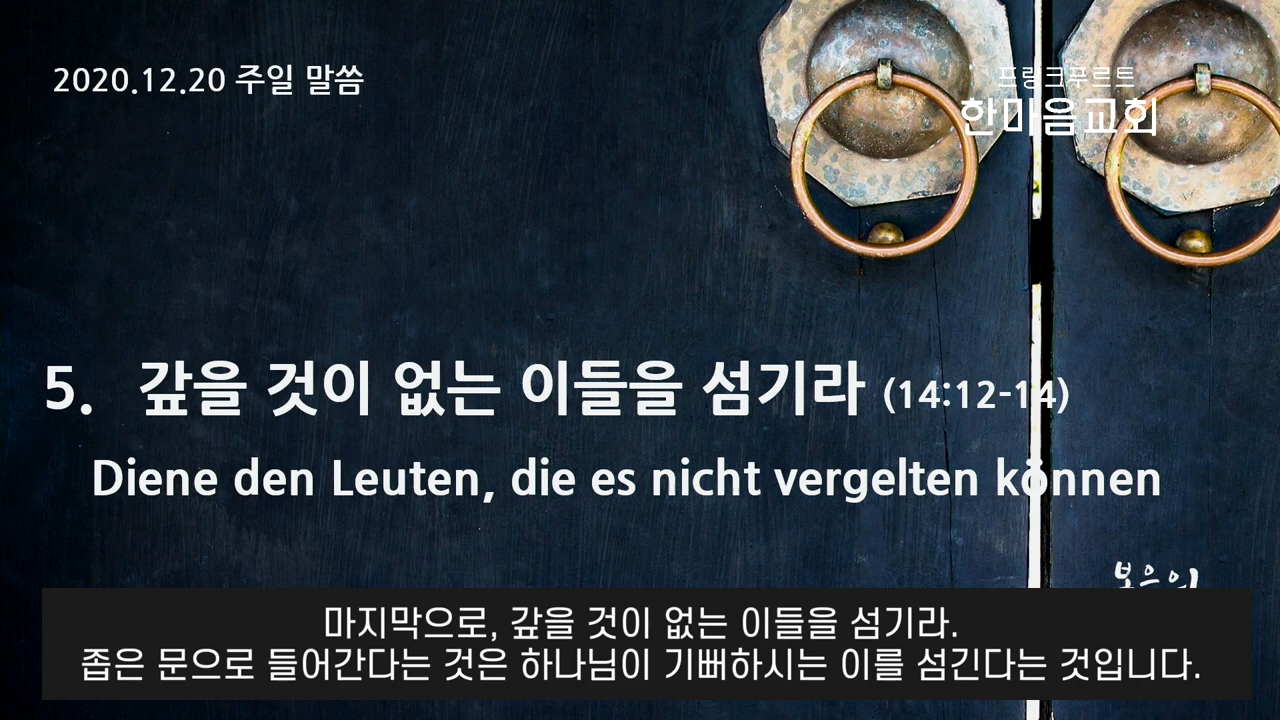 2020.12.20 주일 말씀
프랑크푸르트
한마음교회
5. 갚을 것이 없는 이들을 섬기라 (14:12-14)
Diene den Leuten, die es nicht vergelten können
복음의
마지막으로, 갚을 것이 없는 이들을 섬기라.
좁은 문으로 들어간다는 것은 하나님이 기뻐하시는 이를 섬긴다는 것입니다.